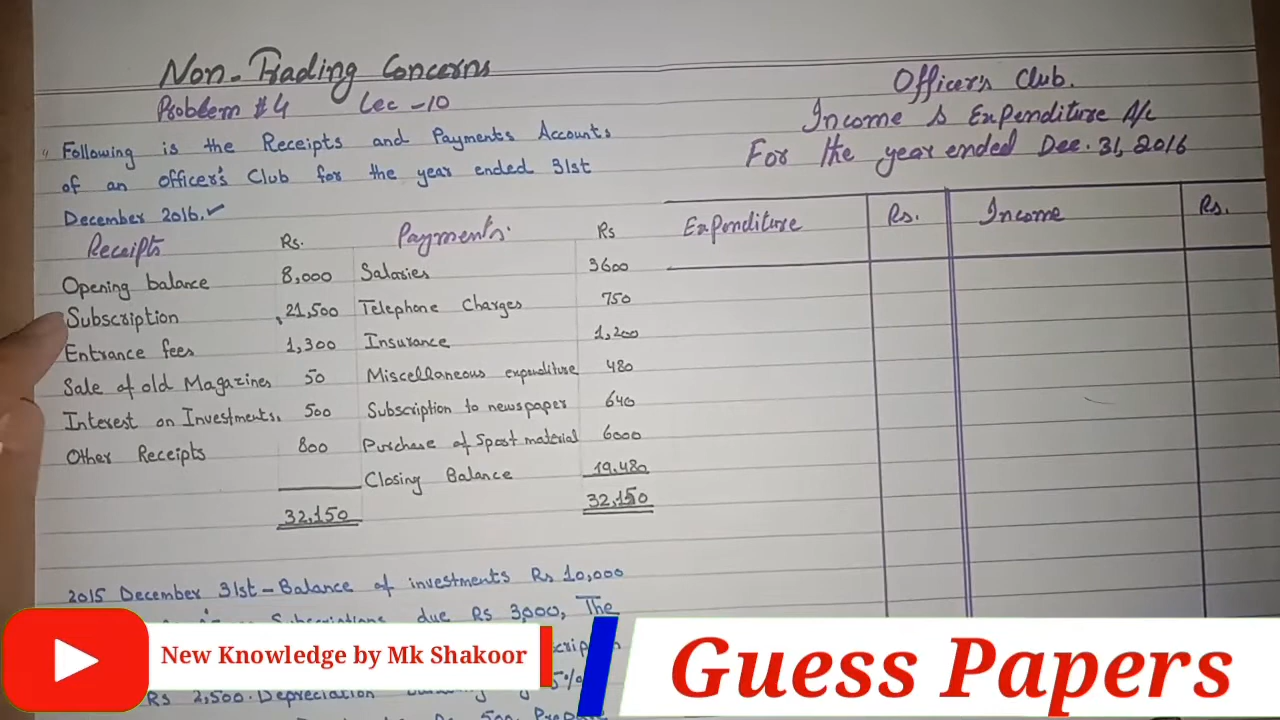 Non-Trading Concerns
Problem #4 Lec-10
Following is the Receipts and Payments Accounts
of an officer's Club for the year ended 31st
December 2016.
Receipts Rs. Payments Rs
Opening balance 8,000 Salaries 3600
Subscription 21,500 Telephone Charges 750
Entrance fees 1,300 Insurance 1,200
Sale of old Magazines 50 Miscellaneous expenditure 480
Interest on Investments. 500 Subscription to newspaper 640
Other Receipts 800 Purchase of Sport material 6000
Closing Balance 19,480
32,150 32,150
2015 December 31st - Balance of investments Rs 10,000
Subscriptions due Rs 3,000, The
Rs 2,500. Depreciation 5%
Rs 500. Prepare
Officer's Club.
Income & Expenditure A/c
For the year ended Dec. 31, 2016
Expenditure Rs. Income Rs.
New Knowledge by Mk Shakoor
Guess Papers